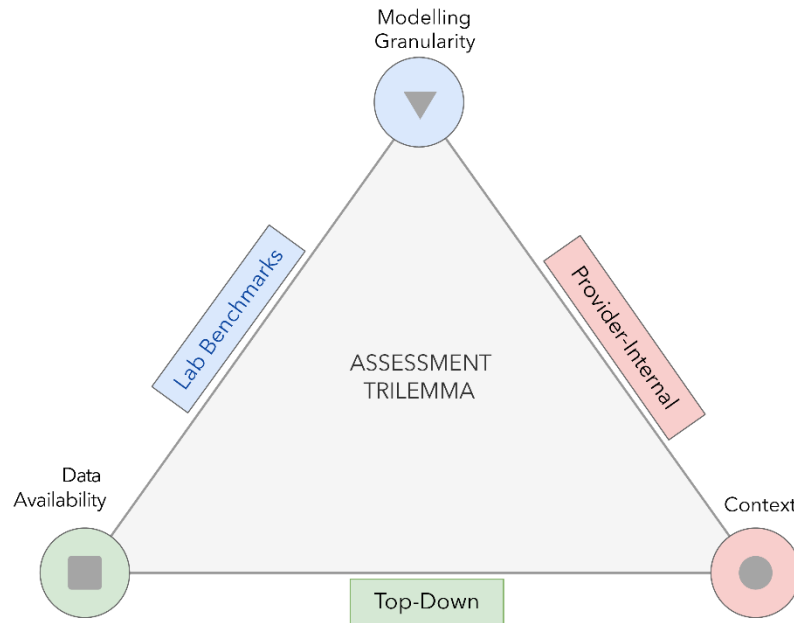 Modelling
Granularity
Lab Benchmarks
Provider-Internal
ASSESSMENT
TRILEMMA
Data
Availability
Context
Top-Down